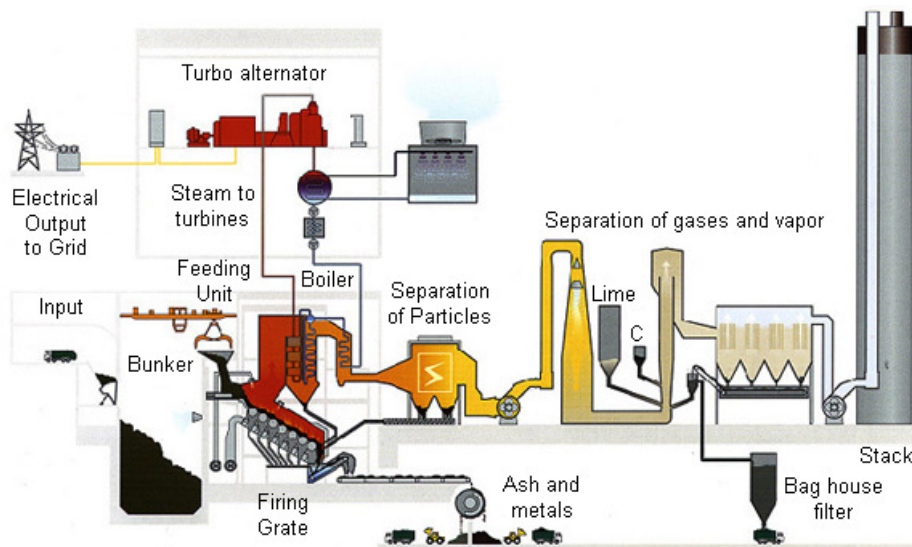 Turbo alternator
Electrical
Output
to Grid
Steam to
turbines
Separation of gases and vapor
Feeding
Unit
Boiler
Input
Separation
of Particles
Lime
C
Bunker
Stack
Firing
Grate
Ash and
metals
Bag house
filter